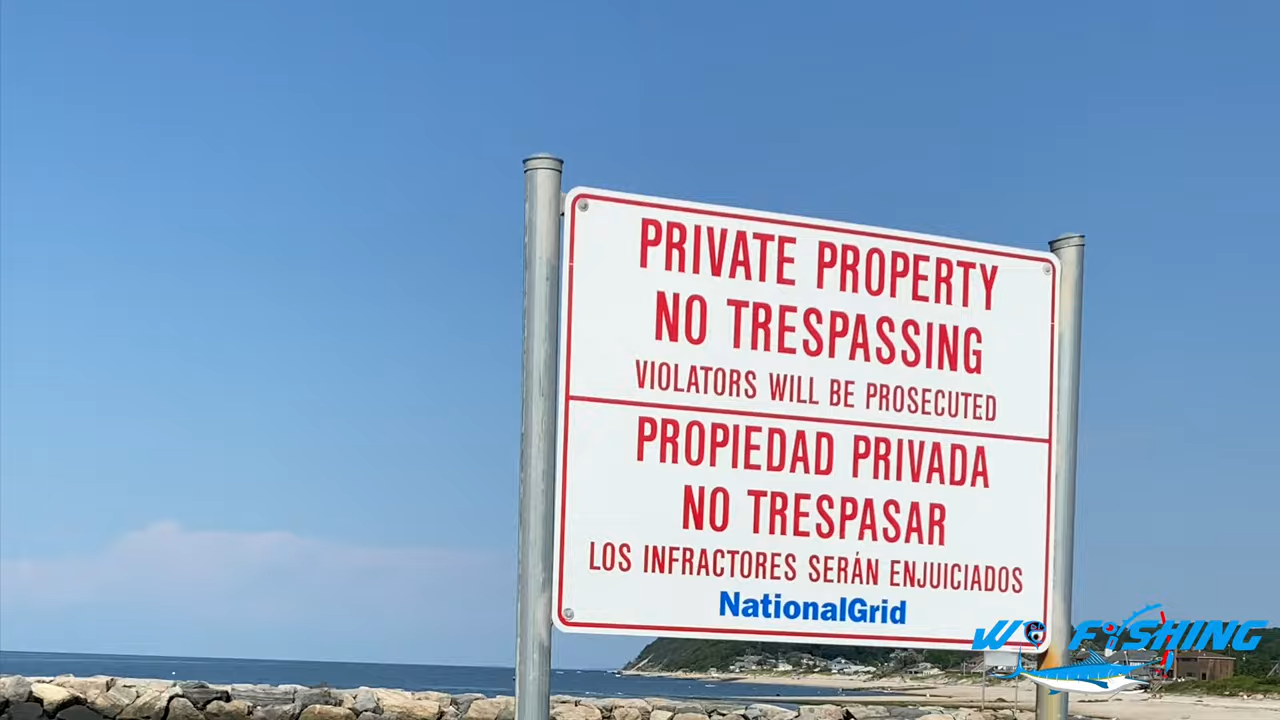 PRIVATE PROPERTY
NO TRESPASSING
VIOLATORS WILL BE PROSECUTED
PROPIEDAD PRIVADA
NO TRESPASAR
LOS INFRACTORES SERÁN ENJUICIADOS
NationalGrid
FISHING